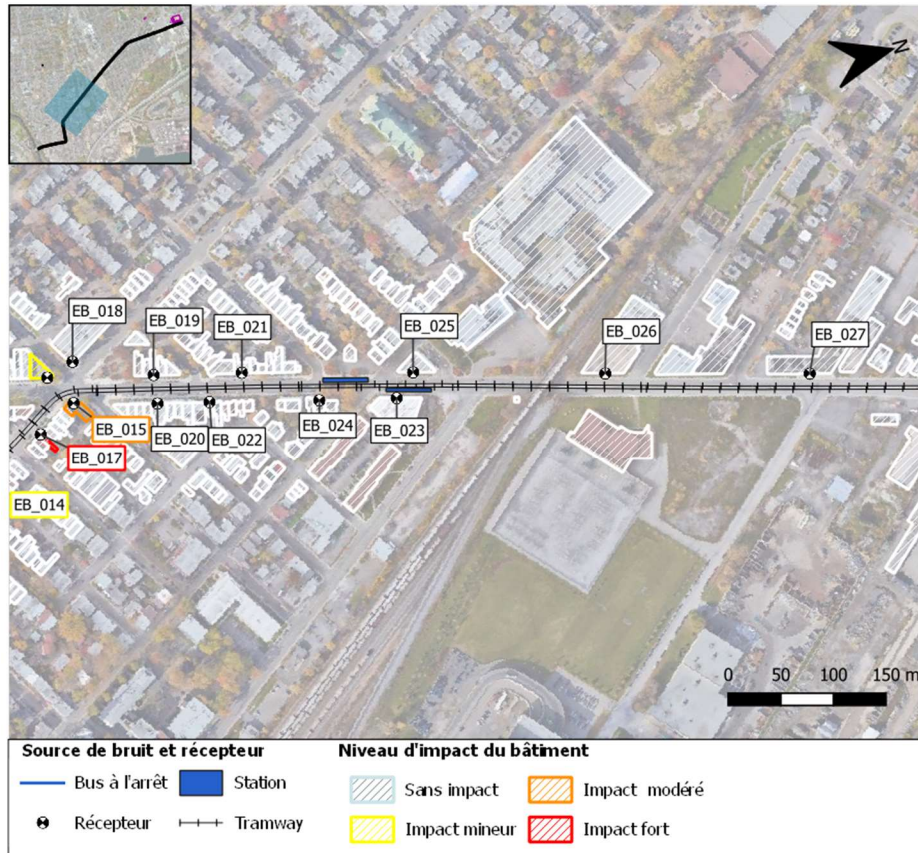 N
EB_018
EB_019
EB_021
EB_025
EB_026
EB_027
EB_015
EB_020
EB_022
EB_024
EB_023
EB_017
EB_014
0 50 100 150 m
Source de bruit et récepteur
Bus à l'arrêt
Station
Récepteur
Tramway
Niveau d'impact du bâtiment
Sans impact
Impact modéré
Impact mineur
Impact fort